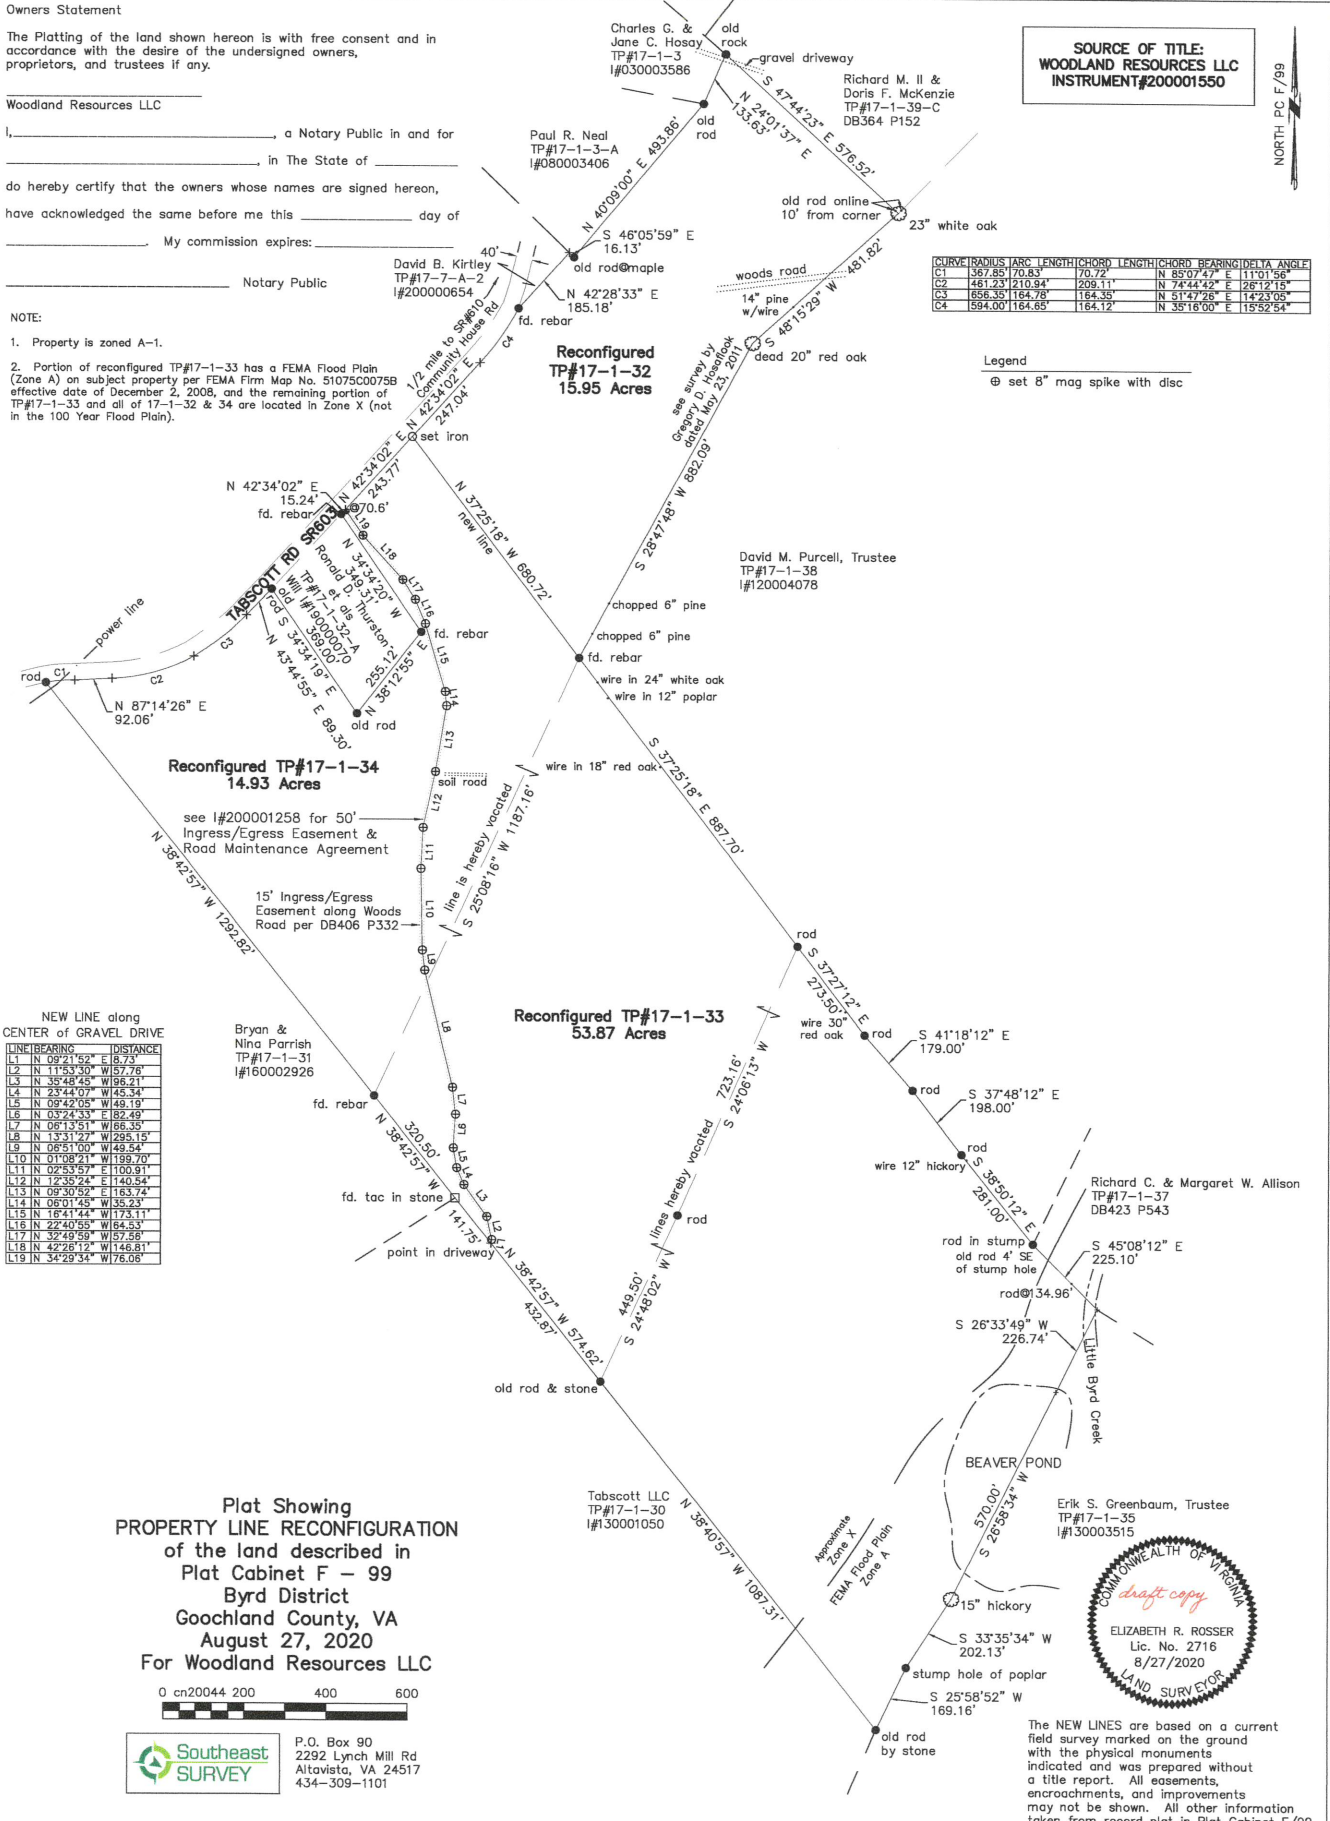 Owners Statement
The Platting of the land shown hereon is with free consent and in
accordance with the desire of the undersigned owners,
proprietors, and trustees if any.
Woodland Resources LLC
I,____________________, a Notary Public in and for
____________________, in The State of __________
do hereby certify that the owners whose names are signed hereon,
have acknowledged the same before me this __________ day of
____________________. My commission expires:____________________
____________________ Notary Public
NOTE:
1. Property is zoned A-1.
2. Portion of reconfigured TP#17-1-33 has a FEMA Flood Plain
(Zone A) on subject property per FEMA Firm Map No. 51075C0075B
effective date of December 2, 2008, and the remaining portion of
TP#17-1-33 and all of 17-1-32 & 34 are located in Zone X (not
in the 100 Year Flood Plain).
Charles G. &
Jane C. Hosay
TP#17-1-3
I#030003586
old
rock
gravel driveway
Richard M. II &
Doris F. McKenzie
TP#17-1-39-C
DB364 P152
SOURCE OF TITLE:
WOODLAND RESOURCES LLC
INSTRUMENT#200001550
NORTH PC F/99
S 47°44'23" E 576.52'
N 24°01'37" E
133.63'
old
rod
Paul R. Neal
TP#17-1-3-A
I#080003406
N 40°09'00" E 493.86'
old rod online
10' from corner
23" white oak
S 46°05'59" E
16.13'
old rod@maple
40'
David B. Kirtley
TP#17-7-A-2
I#200000654
N 42°28'33" E
185.18'
fd. rebar
C4
woods road
481.82'
S 48°15'29" W
14" pine
w/wire
dead 20" red oak
CURVE RADIUS ARC LENGTH CHORD LENGTH CHORD BEARING DELTA ANGLE
C1 367.85' 70.83' 70.72' N 85°07'47" E 11°01'56"
C2 461.23' 210.94' 209.11' N 74°44'42" E 26°12'15"
C3 656.35' 164.78' 164.35' N 51°47'26" E 14°23'05"
C4 594.00' 164.65' 164.12' N 35°16'00" E 15°52'54"
Legend
⊕ set 8" mag spike with disc
Reconfigured
TP#17-1-32
15.95 Acres
see survey by
Gregory D. Hosaflook
dated May 23, 2011
1/2 mile to SR#610
Community House Rd
N 42°34'02" E
247.04'
set iron
N 42°34'02" E
243.77'
N 42°34'02" E
15.24'
fd. rebar
@70.6'
TABSCOTT RD SR603
N 37°25'18" W 680.72'
new line
S 28°47'48" W 882.09'
David M. Purcell, Trustee
TP#17-1-38
I#120004078
L19
L18
L17
L16
N 34°34'20" W
349.31'
Ronald D. Thurston
et als
TP#17-1-32-A
Will I#190000070
369.00'
S 34°34'19" E
old
rod
255.12'
N 38°12'55" E
fd. rebar
old rod
N 43°44'55" E 89.30'
power line
rod
C1
C2
C3
N 87°14'26" E
92.06'
chopped 6" pine
chopped 6" pine
fd. rebar
wire in 24" white oak
wire in 12" poplar
L15
L14
L13
soil road
L12
L11
L10
L9
Reconfigured TP#17-1-34
14.93 Acres
see I#200001258 for 50'
Ingress/Egress Easement &
Road Maintenance Agreement
15' Ingress/Egress
Easement along Woods
Road per DB406 P332
wire in 18" red oak
line is hereby vacated
S 25°08'16" W 1187.16'
S 37°25'18" E 887.70'
N 38°42'57" W 1292.82'
rod
S 37°27'12" E
273.50'
wire 30"
red oak
rod
S 41°18'12" E
179.00'
Reconfigured TP#17-1-33
53.87 Acres
NEW LINE along
CENTER of GRAVEL DRIVE
LINE BEARING DISTANCE
L1 N 09°21'52" E 8.73'
L2 N 11°53'30" W 57.76'
L3 N 35°48'45" W 96.21'
L4 N 23°44'07" W 45.34'
L5 N 09°42'05" W 49.19'
L6 N 03°24'33" E 82.49'
L7 N 06°13'51" W 66.35'
L8 N 13°31'27" W 295.15'
L9 N 06°51'00" W 49.54'
L10 N 01°08'21" W 199.70'
L11 N 02°53'57" E 100.91'
L12 N 12°35'24" E 140.54'
L13 N 09°30'52" E 163.74'
L14 N 06°01'45" W 35.23'
L15 N 16°41'44" W 173.11'
L16 N 22°40'55" W 64.53'
L17 N 32°49'59" W 57.56'
L18 N 42°26'12" W 146.81'
L19 N 34°29'34" W 76.06'
Bryan &
Nina Parrish
TP#17-1-31
I#160002926
fd. rebar
L8
L7
L6
L5
L4
L3
L2
L1
320.50'
N 38°42'57" W
fd. tac in stone
141.75'
point in driveway
N 38°42'57" W 574.62'
432.87'
723.16'
S 24°06'13" W
lines hereby vacated
rod
449.50'
S 24°48'02" W
old rod & stone
rod
S 37°48'12" E
198.00'
rod
wire 12" hickory
S 38°50'12" E
281.00'
Richard C. & Margaret W. Allison
TP#17-1-37
DB423 P543
rod in stump
old rod 4' SE
of stump hole
S 45°08'12" E
225.10'
rod@134.96'
S 26°33'49" W
226.74'
Little Byrd Creek
BEAVER POND
570.00'
S 26°58'34" W
Erik S. Greenbaum, Trustee
TP#17-1-35
I#130003515
Tabscott LLC
TP#17-1-30
I#130001050
N 38°40'57" W 1087.31'
Approximate
Zone X
FEMA Flood Plain
Zone A
15" hickory
S 33°35'34" W
202.13'
stump hole of poplar
S 25°58'52" W
169.16'
old rod
by stone
COMMONWEALTH OF VIRGINIA
draft copy
ELIZABETH R. ROSSER
Lic. No. 2716
8/27/2020
LAND SURVEYOR
Plat Showing
PROPERTY LINE RECONFIGURATION
of the land described in
Plat Cabinet F - 99
Byrd District
Goochland County, VA
August 27, 2020
For Woodland Resources LLC
0 cn20044 200 400 600
Southeast
SURVEY
P.O. Box 90
2292 Lynch Mill Rd
Altavista, VA 24517
434-309-1101
The NEW LINES are based on a current
field survey marked on the ground
with the physical monuments
indicated and was prepared without
a title report. All easements,
encroachments, and improvements
may not be shown. All other information
taken from record plat in Plat Cabinet F/99